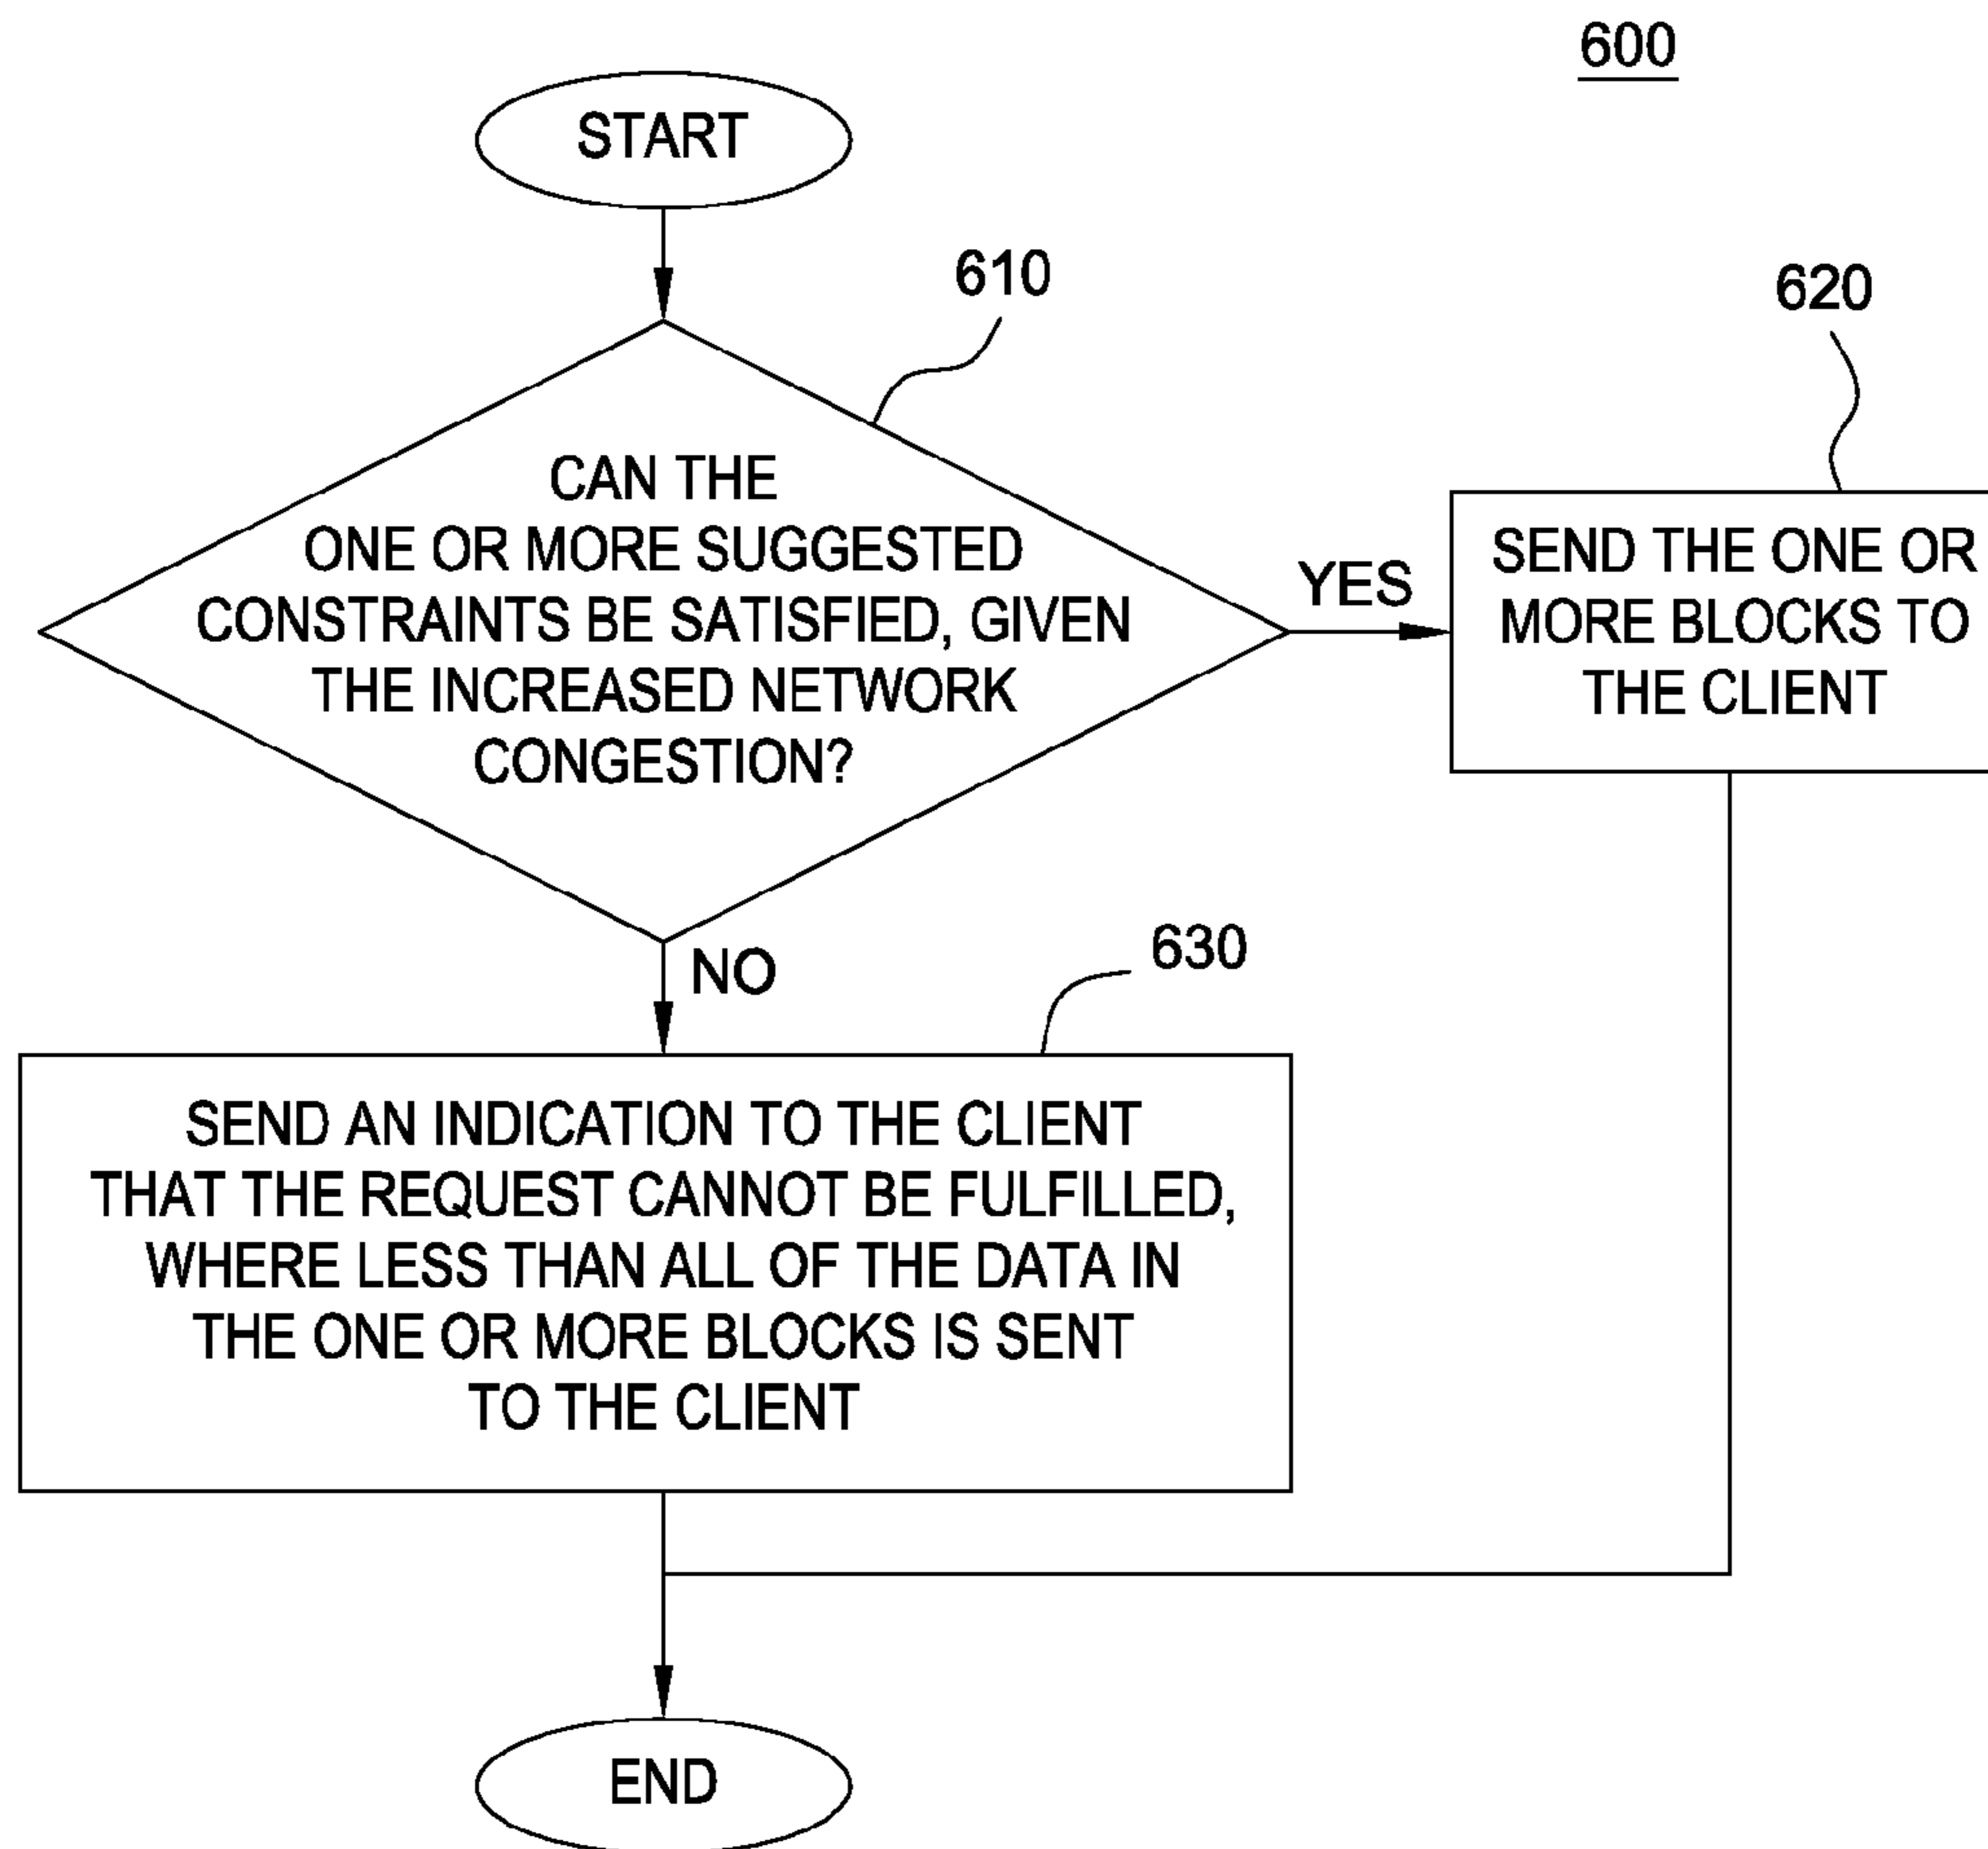 600
START
610
CAN THE
ONE OR MORE SUGGESTED
CONSTRAINTS BE SATISFIED, GIVEN
THE INCREASED NETWORK
CONGESTION?
YES
620
SEND THE ONE OR
MORE BLOCKS TO
THE CLIENT
NO
630
SEND AN INDICATION TO THE CLIENT
THAT THE REQUEST CANNOT BE FULFILLED,
WHERE LESS THAN ALL OF THE DATA IN
THE ONE OR MORE BLOCKS IS SENT
TO THE CLIENT
END